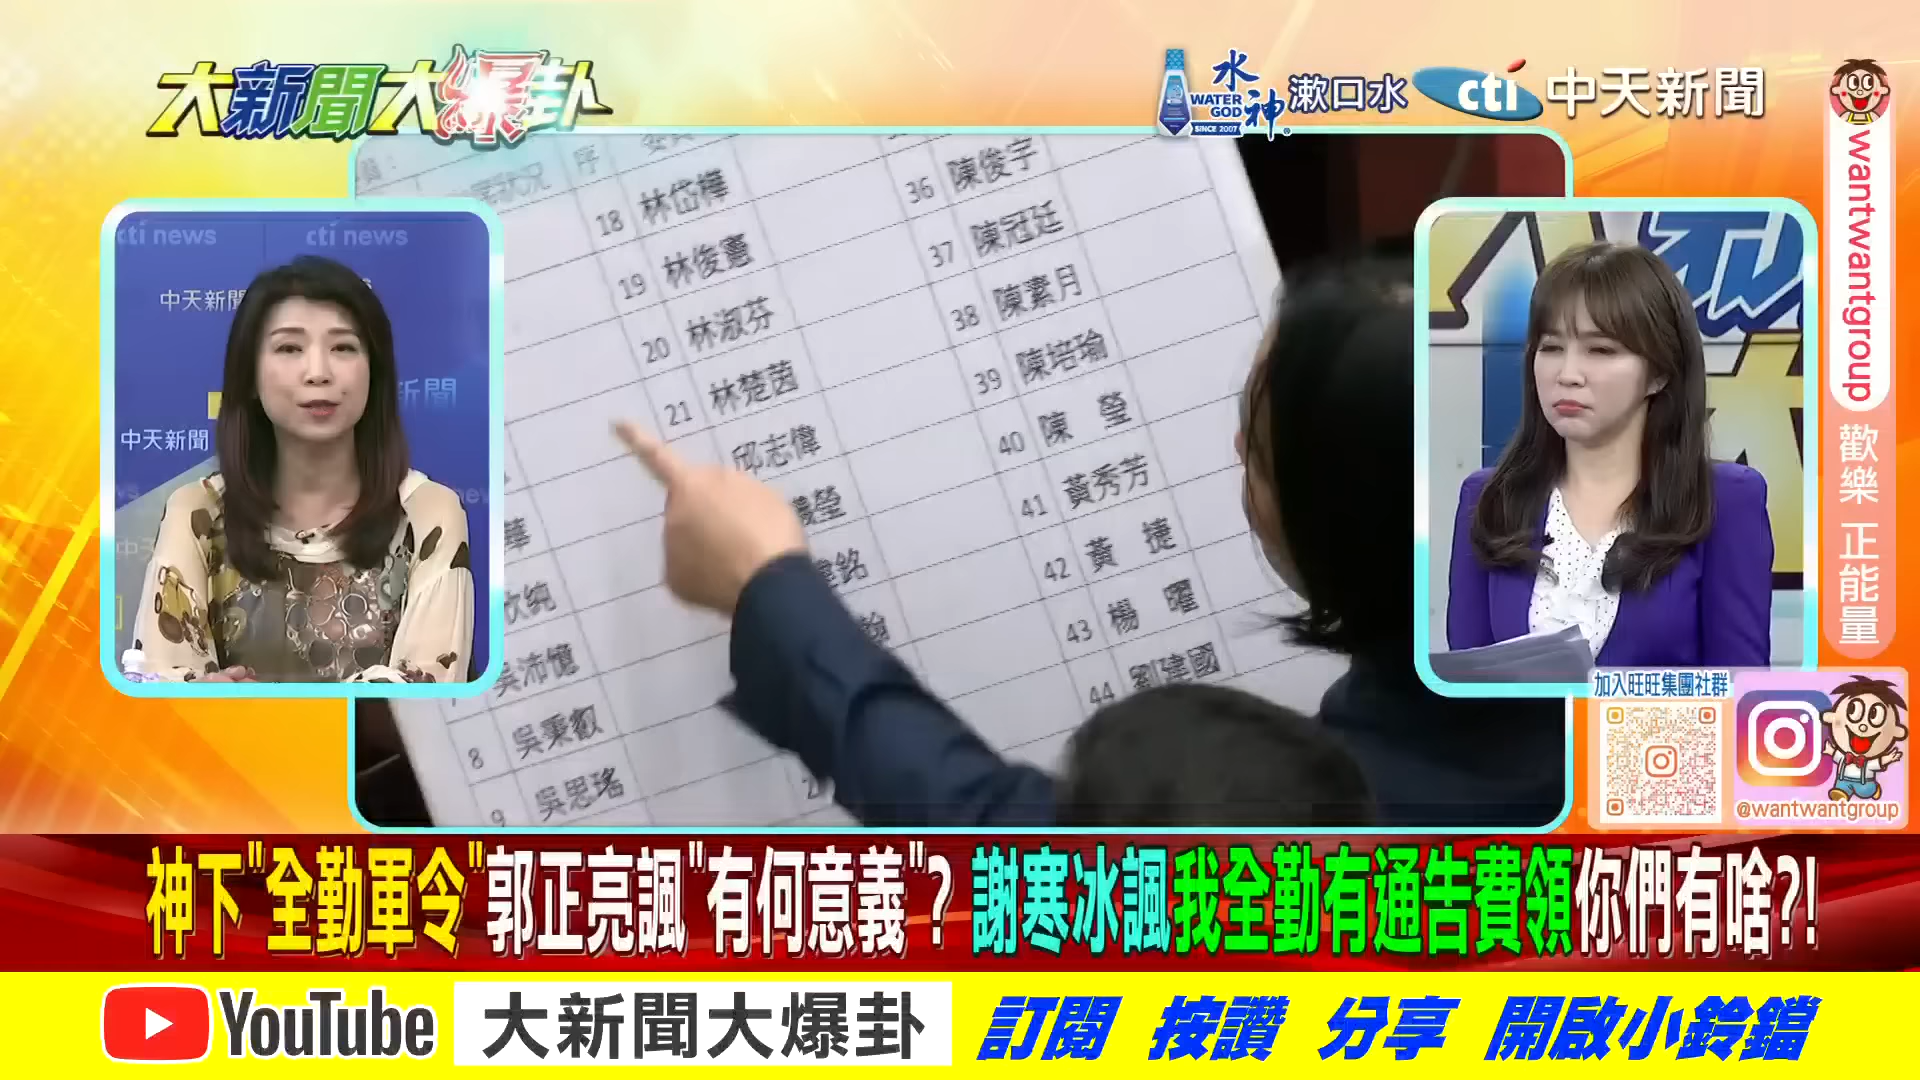 大新聞大爆卦
水神
WATER GOD
SINCE 2007
漱口水
cti 中天新聞
wantwantgroup
歡樂 正能量
cti news
cti news
中天新聞
新聞
中天新聞
序
18 林岱樺
19 林俊憲
20 林淑芬
21 林楚茵
邱志偉
36 陳俊宇
37 陳冠廷
38 陳素月
39 陳培瑜
40 陳 瑩
41 黃秀芳
42 黃 捷
43 楊 曜
44 劉建國
吳沛憶
8 吳秉叡
9 吳思瑤
加入旺旺集團社群
@wantwantgroup
神下"全勤軍令"郭正亮諷"有何意義"? 謝寒冰諷我全勤有通告費領你們有啥?!
YouTube 大新聞大爆卦 訂閱 按讚 分享 開啟小鈴鐺